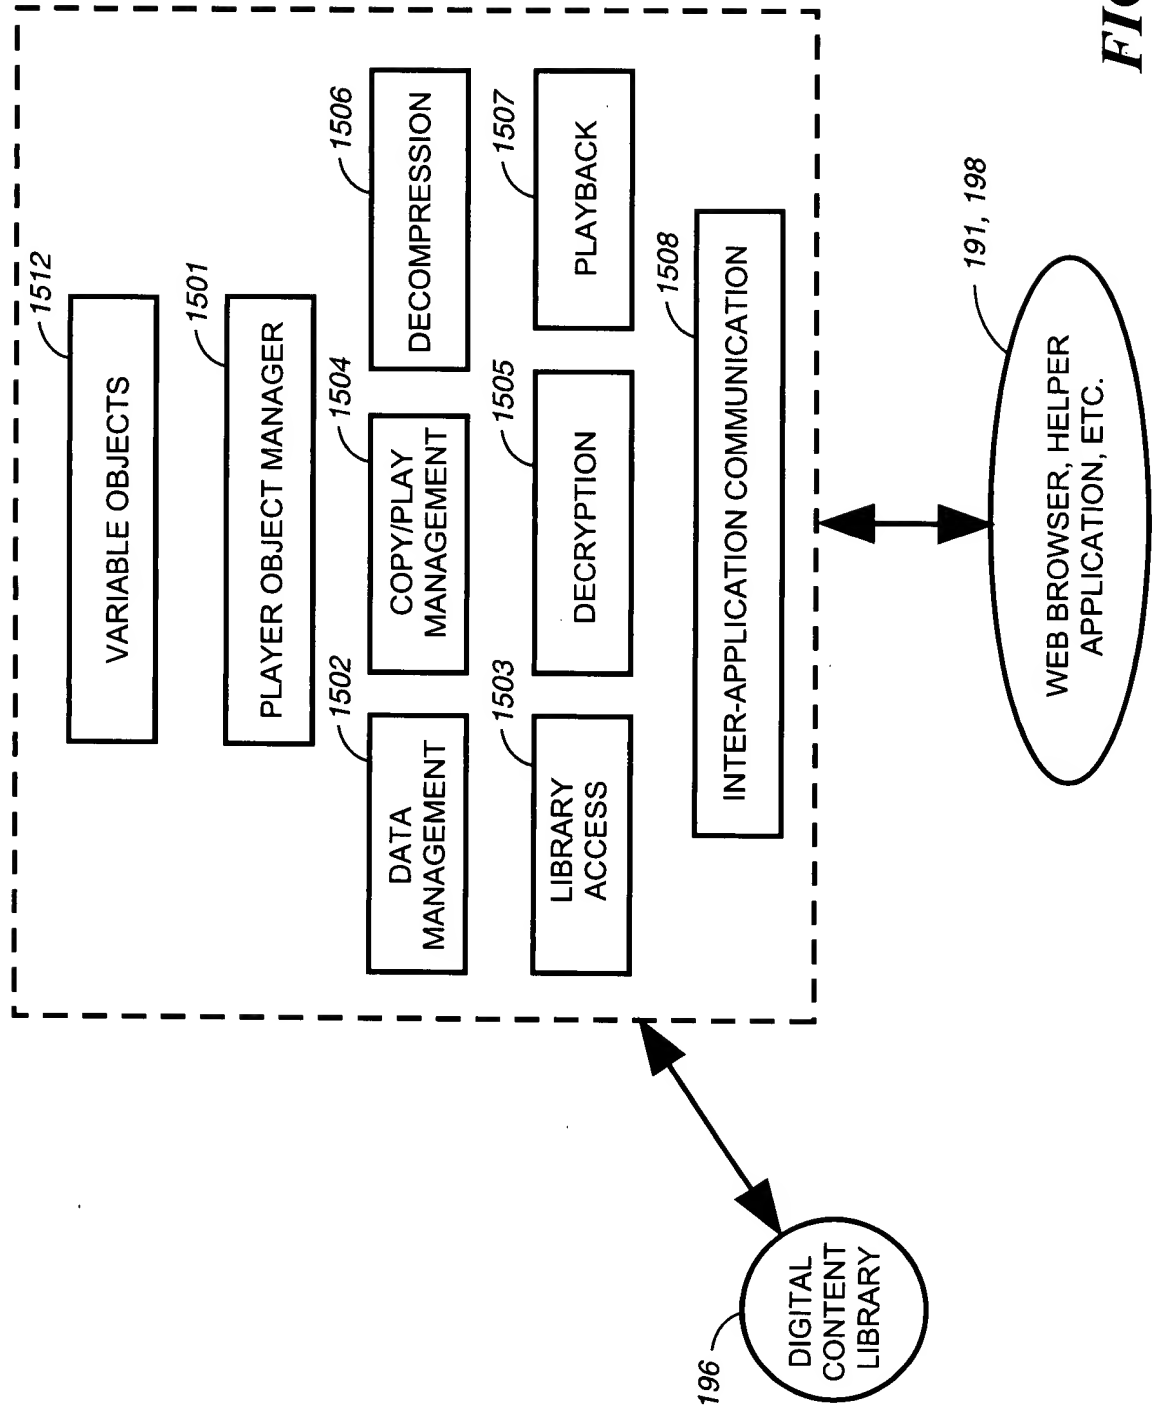 1512
VARIABLE OBJECTS
1501
PLAYER OBJECT MANAGER
1502
DATA
MANAGEMENT
1504
COPY/PLAY
MANAGEMENT
1506
DECOMPRESSION
1503
LIBRARY
ACCESS
1505
DECRYPTION
1507
PLAYBACK
1508
INTER-APPLICATION COMMUNICATION
196
DIGITAL
CONTENT
LIBRARY
191, 198
WEB BROWSER, HELPER
APPLICATION, ETC.